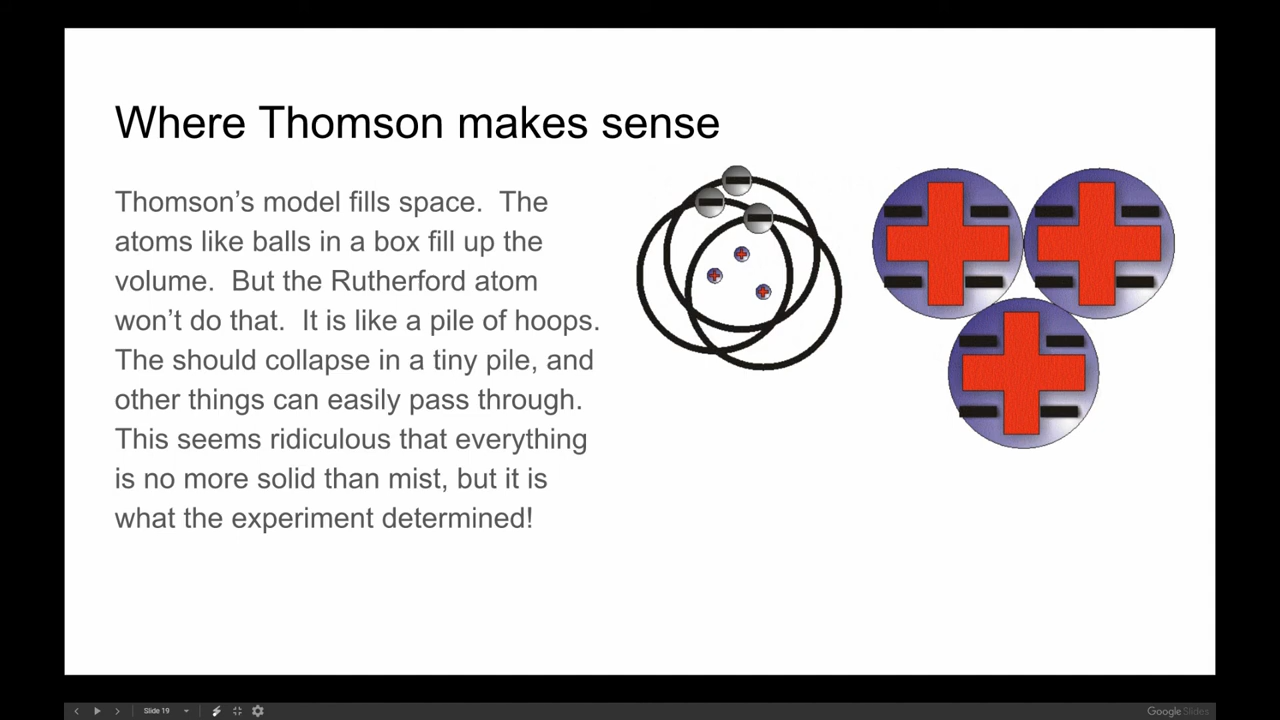 Where Thomson makes sense
Thomson’s model fills space.  The
atoms like balls in a box fill up the
volume.  But the Rutherford atom
won’t do that.  It is like a pile of hoops.
The should collapse in a tiny pile, and
other things can easily pass through.
This seems ridiculous that everything
is no more solid than mist, but it is
what the experiment determined!
Slide 19
Google Slides